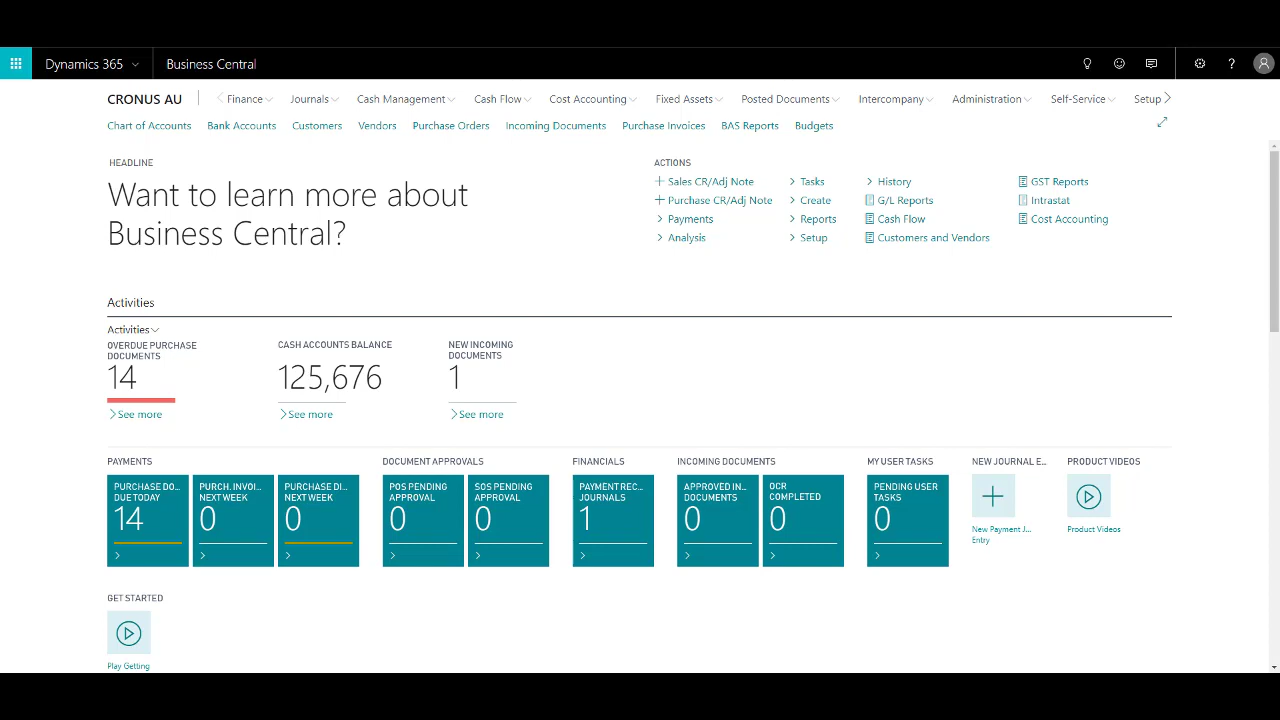 Dynamics 365
Business Central
CRONUS AU
Finance
Journals
Cash Management
Cash Flow
Cost Accounting
Fixed Assets
Posted Documents
Intercompany
Administration
Self-Service
Setup
Chart of Accounts
Bank Accounts
Customers
Vendors
Purchase Orders
Incoming Documents
Purchase Invoices
BAS Reports
Budgets
HEADLINE
Want to learn more about
Business Central?
ACTIONS
Sales CR/Adj Note
Purchase CR/Adj Note
Payments
Analysis
Tasks
Create
Reports
Setup
History
G/L Reports
Cash Flow
Customers and Vendors
GST Reports
Intrastat
Cost Accounting
Activities
Activities
OVERDUE PURCHASE
DOCUMENTS
14
See more
CASH ACCOUNTS BALANCE
125,676
See more
NEW INCOMING
DOCUMENTS
1
See more
PAYMENTS
PURCHASE DO...
DUE TODAY
14
PURCH. INVOI...
NEXT WEEK
0
PURCHASE DI...
NEXT WEEK
0
DOCUMENT APPROVALS
POS PENDING
APPROVAL
0
SOS PENDING
APPROVAL
0
FINANCIALS
PAYMENT REC...
JOURNALS
1
INCOMING DOCUMENTS
APPROVED IN...
DOCUMENTS
0
OCR
COMPLETED
0
MY USER TASKS
PENDING USER
TASKS
0
NEW JOURNAL E...
New Payment J...
Entry
PRODUCT VIDEOS
Product Videos
GET STARTED
Play Getting